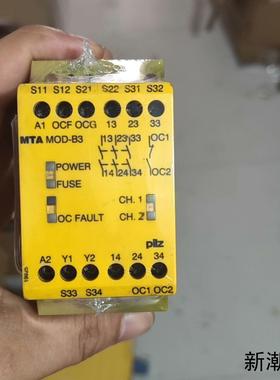 S11 S12 S21 S22 S31 S32
A1 OCF OCG 13 23 33 OC1
MTA MOD-B3
13 23 33 OC1
POWER
FUSE
14 24 34 OC2
OC FAULT
CH. 1
CH. 2
pilz
A2 Y1 Y2 14 24 34
S33 S34 OC1 OC2
新潮